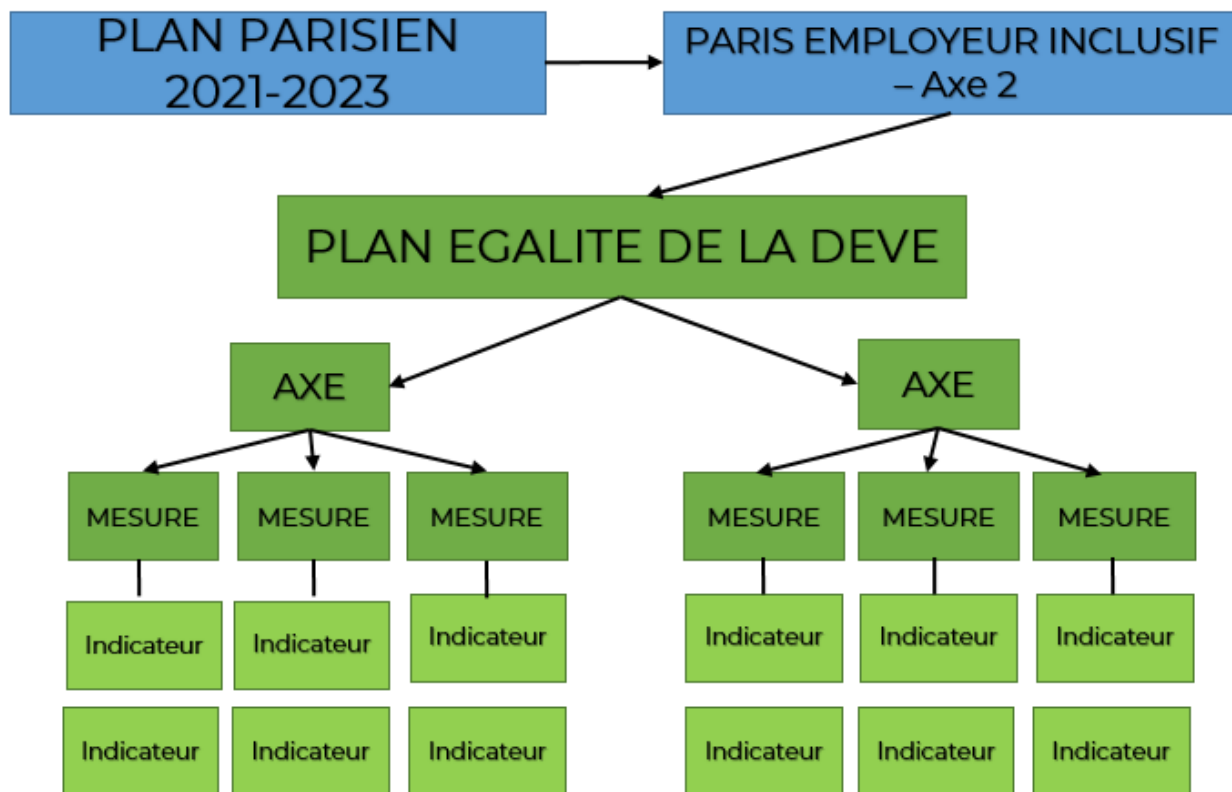 PLAN PARISIEN
2021-2023
PARIS EMPLOYEUR INCLUSIF
– Axe 2
PLAN EGALITE DE LA DEVE
AXE
AXE
MESURE
MESURE
MESURE
MESURE
MESURE
MESURE
Indicateur
Indicateur
Indicateur
Indicateur
Indicateur
Indicateur
Indicateur
Indicateur
Indicateur
Indicateur
Indicateur
Indicateur